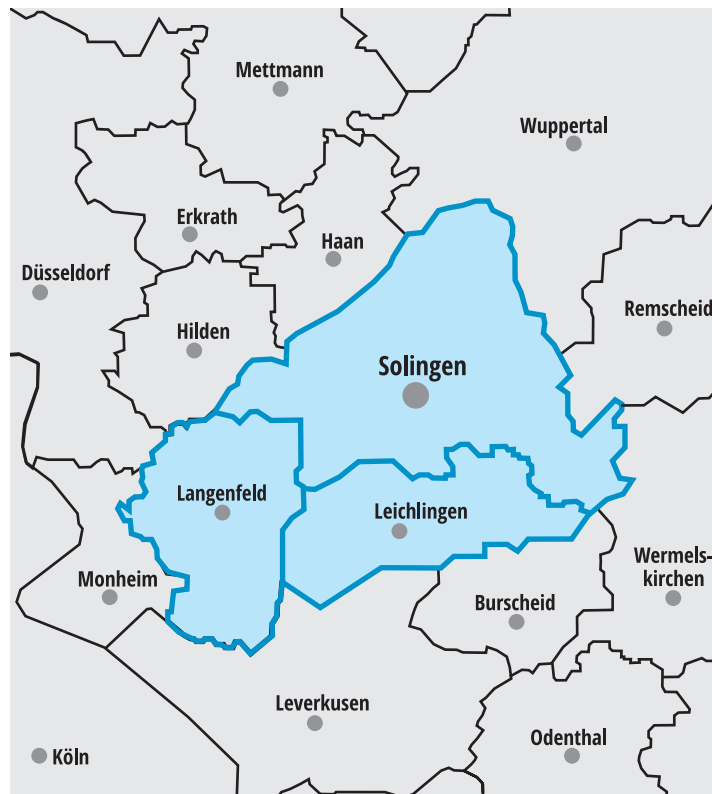 Mettmann
Wuppertal
Erkrath
Haan
Düsseldorf
Remscheid
Hilden
Solingen
Langenfeld
Leichlingen
Wermels-
kirchen
Monheim
Burscheid
Leverkusen
Odenthal
Köln